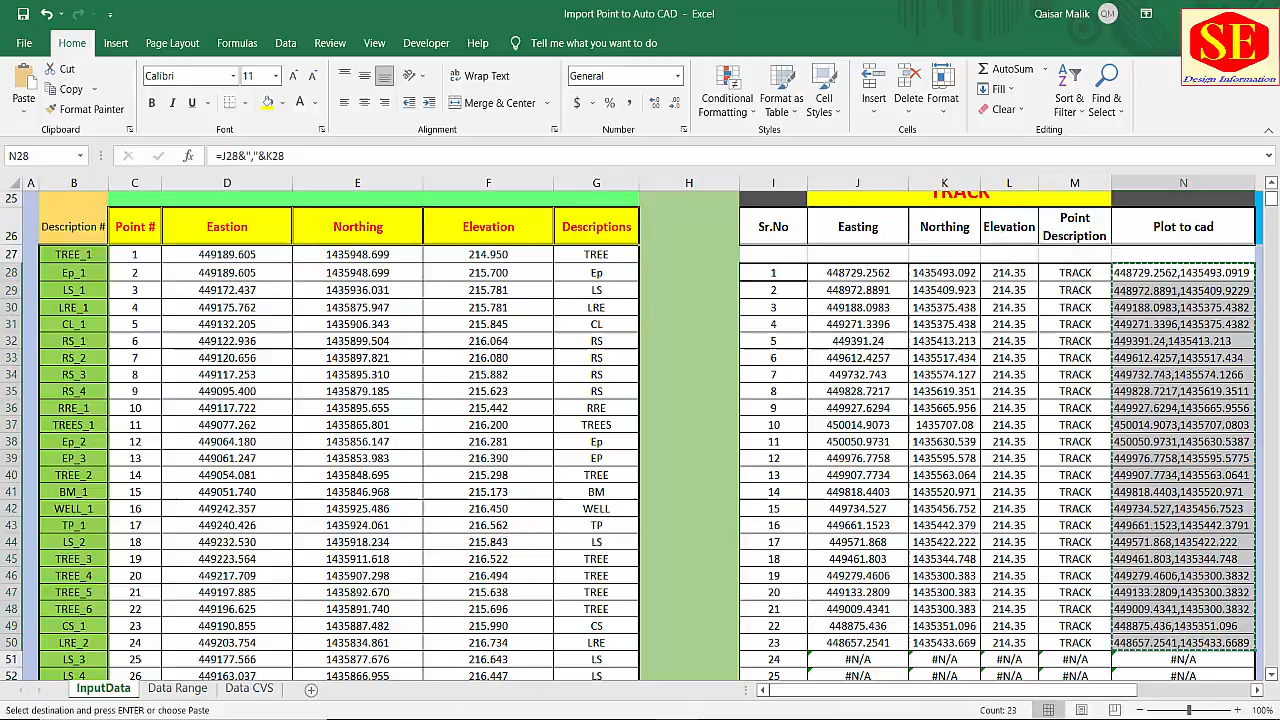 Import Point to Auto CAD - Excel
Qaisar Malik QM
SE
Design Information
File Home Insert Page Layout Formulas Data Review View Developer Help Tell me what you want to do
Paste
Cut
Copy
Format Painter
Clipboard
Calibri 11
B I U A
Font
Wrap Text
Merge & Center
Alignment
General
$ % ,
Number
Conditional Formatting
Format as Table
Cell Styles
Styles
Insert Delete Format
Cells
AutoSum
Fill
Clear
Sort & Filter
Find & Select
Editing
N28 fx =J28&","&K28
A B C D E F G H I J K L M N
25 TRACK
26 Description # Point # Eastion Northing Elevation Descriptions Sr.No Easting Northing Elevation Point Description Plot to cad
27 TREE_1 1 449189.605 1435948.699 214.950 TREE
28 Ep_1 2 449189.605 1435948.699 215.700 Ep 1 448729.2562 1435493.092 214.35 TRACK 448729.2562,1435493.0919
29 LS_1 3 449172.437 1435936.031 215.781 LS 2 448972.8891 1435409.923 214.35 TRACK 448972.8891,1435409.9229
30 LRE_1 4 449175.762 1435875.947 215.781 LRE 3 449188.0983 1435375.438 214.35 TRACK 449188.0983,1435375.4382
31 CL_1 5 449132.205 1435906.343 215.845 CL 4 449271.3396 1435375.438 214.35 TRACK 449271.3396,1435375.4382
32 RS_1 6 449122.936 1435899.504 216.064 RS 5 449391.24 1435413.213 214.35 TRACK 449391.24,1435413.213
33 RS_2 7 449120.656 1435897.821 216.080 RS 6 449612.4257 1435517.434 214.35 TRACK 449612.4257,1435517.434
34 RS_3 8 449117.253 1435895.310 215.882 RS 7 449732.743 1435574.127 214.35 TRACK 449732.743,1435574.1266
35 RS_4 9 449095.400 1435879.185 215.623 RS 8 449828.7217 1435619.351 214.35 TRACK 449828.7217,1435619.3511
36 RRE_1 10 449117.722 1435895.655 215.442 RRE 9 449927.6294 1435665.956 214.35 TRACK 449927.6294,1435665.9556
37 TREES_1 11 449077.262 1435865.801 216.200 TREES 10 450014.9073 1435707.08 214.35 TRACK 450014.9073,1435707.0803
38 Ep_2 12 449064.180 1435856.147 216.281 Ep 11 450050.9731 1435630.539 214.35 TRACK 450050.9731,1435630.5387
39 EP_3 13 449061.247 1435853.983 216.390 EP 12 449976.7758 1435595.578 214.35 TRACK 449976.7758,1435595.5775
40 TREE_2 14 449054.081 1435848.695 215.298 TREE 13 449907.7734 1435563.064 214.35 TRACK 449907.7734,1435563.0641
41 BM_1 15 449051.740 1435846.968 215.173 BM 14 449818.4403 1435520.971 214.35 TRACK 449818.4403,1435520.971
42 WELL_1 16 449242.357 1435925.486 216.450 WELL 15 449734.527 1435456.752 214.35 TRACK 449734.527,1435456.7523
43 TP_1 17 449240.426 1435924.061 216.562 TP 16 449661.1523 1435442.379 214.35 TRACK 449661.1523,1435442.3791
44 LS_2 18 449232.530 1435918.234 215.843 LS 17 449571.868 1435422.222 214.35 TRACK 449571.868,1435422.222
45 TREE_3 19 449223.564 1435911.618 216.522 TREE 18 449461.803 1435344.748 214.35 TRACK 449461.803,1435344.748
46 TREE_4 20 449217.709 1435907.298 216.494 TREE 19 449279.4606 1435300.383 214.35 TRACK 449279.4606,1435300.3832
47 TREE_5 21 449197.885 1435892.670 215.638 TREE 20 449133.2809 1435300.383 214.35 TRACK 449133.2809,1435300.3832
48 TREE_6 22 449196.625 1435891.740 215.696 TREE 21 449009.4341 1435300.383 214.35 TRACK 449009.4341,1435300.3832
49 CS_1 23 449190.855 1435887.482 215.990 CS 22 448875.436 1435351.096 214.35 TRACK 448875.436,1435351.096
50 LRE_2 24 449203.754 1435834.861 216.734 LRE 23 448657.2541 1435433.669 214.35 TRACK 448657.2541,1435433.6689
51 LS_3 25 449177.566 1435877.676 216.643 LS 24 #N/A #N/A #N/A #N/A #N/A
52 LS_4 26 449163.037 1435866.955 216.447 LS 25 #N/A #N/A #N/A #N/A #N/A
InputData Data Range Data CVS
Select destination and press ENTER or choose Paste Count: 23 100%